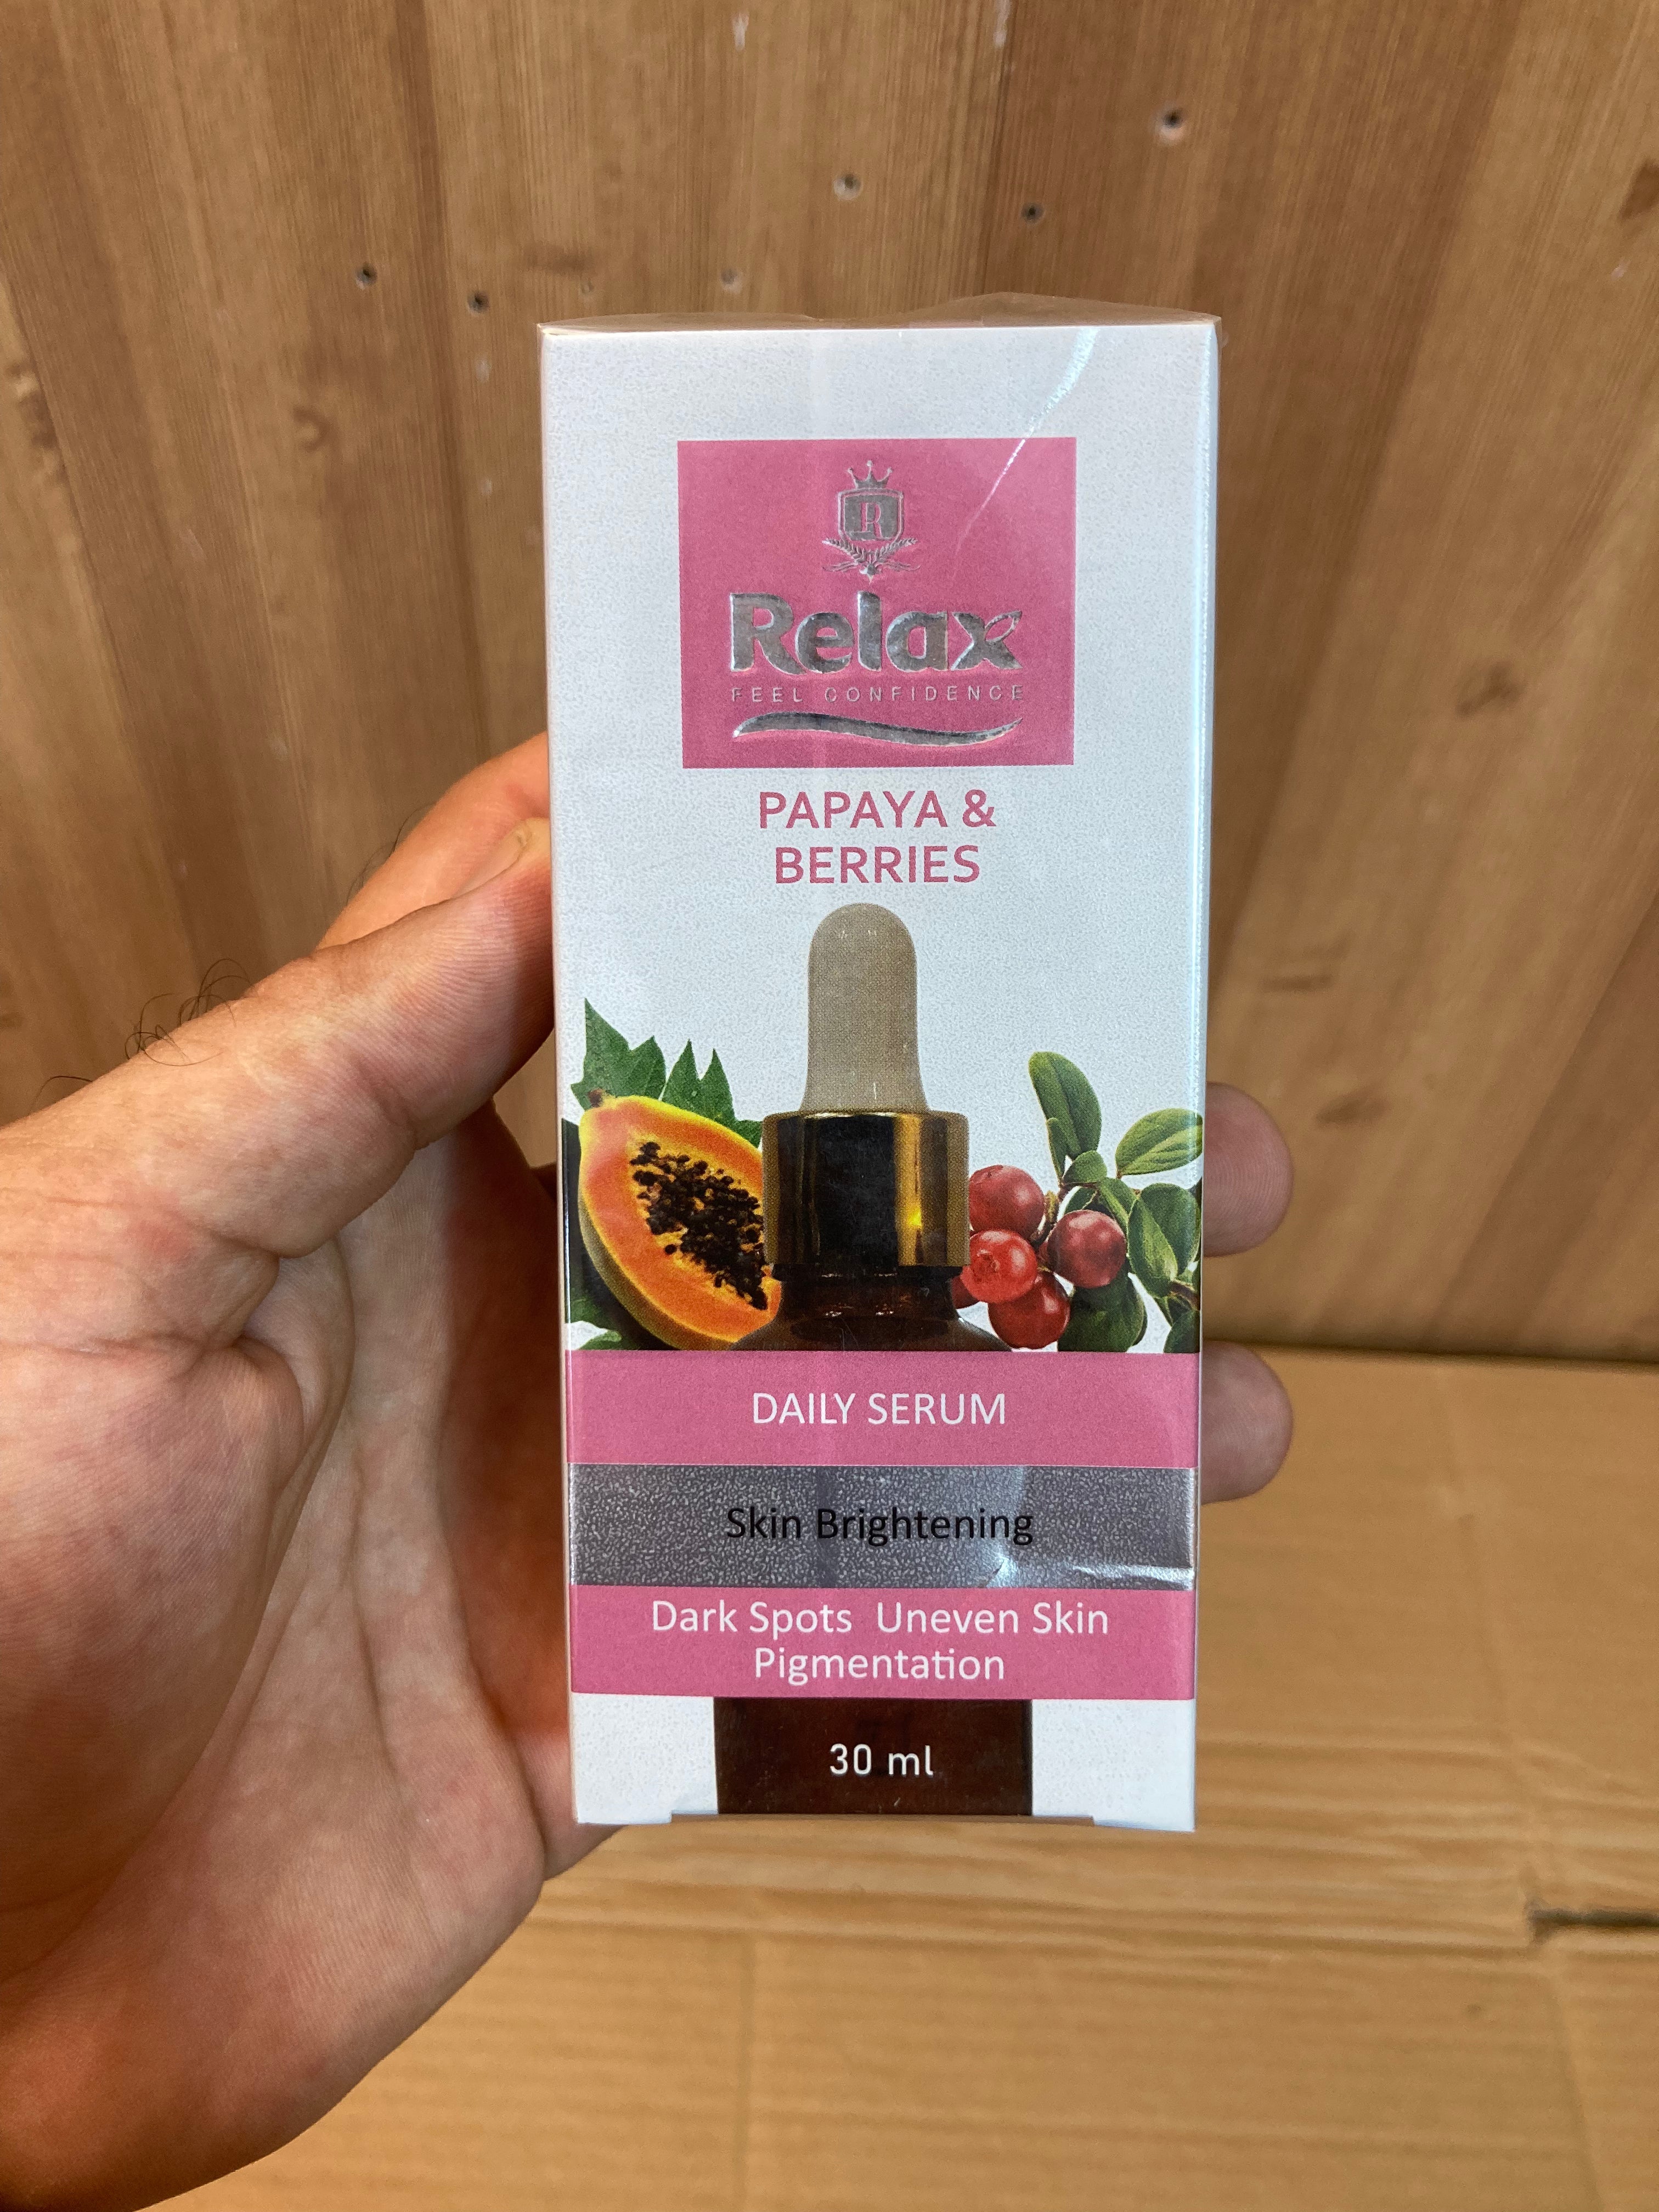 R
Relax
FEEL CONFIDENCE
PAPAYA &
BERRIES
DAILY SERUM
Skin Brightening
Dark Spots Uneven Skin
Pigmentation
30 ml